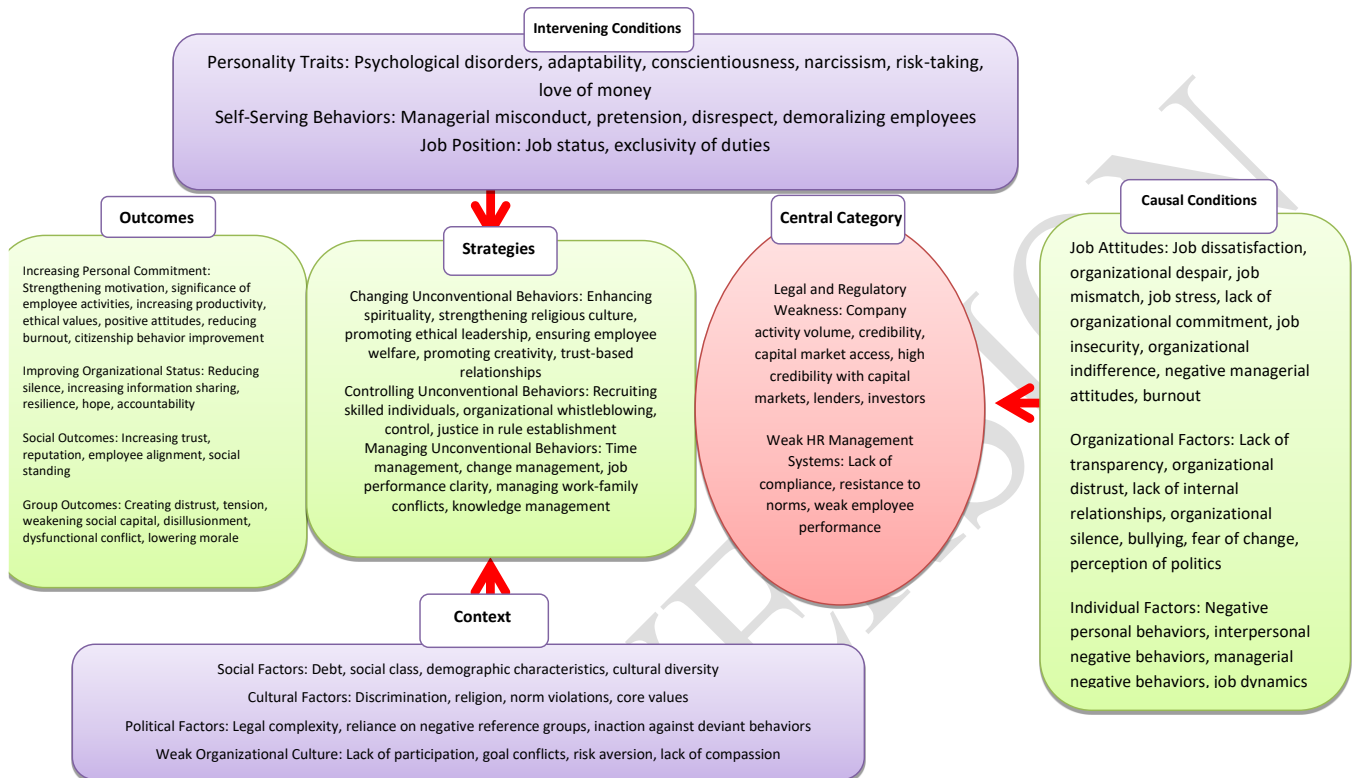 Intervening Conditions
Personality Traits: Psychological disorders, adaptability, conscientiousness, narcissism, risk-taking,
love of money
Self-Serving Behaviors: Managerial misconduct, pretension, disrespect, demoralizing employees
Job Position: Job status, exclusivity of duties
Outcomes
Increasing Personal Commitment:
Strengthening motivation, significance of
employee activities, increasing productivity,
ethical values, positive attitudes, reducing
burnout, citizenship behavior improvement
Improving Organizational Status: Reducing
silence, increasing information sharing,
resilience, hope, accountability
Social Outcomes: Increasing trust,
reputation, employee alignment, social
standing
Group Outcomes: Creating distrust, tension,
weakening social capital, disillusionment,
dysfunctional conflict, lowering morale
Strategies
Changing Unconventional Behaviors: Enhancing
spirituality, strengthening religious culture,
promoting ethical leadership, ensuring employee
welfare, promoting creativity, trust-based
relationships
Controlling Unconventional Behaviors: Recruiting
skilled individuals, organizational whistleblowing,
control, justice in rule establishment
Managing Unconventional Behaviors: Time
management, change management, job
performance clarity, managing work-family
conflicts, knowledge management
Central Category
Legal and Regulatory
Weakness: Company
activity volume, credibility,
capital market access, high
credibility with capital
markets, lenders, investors
Weak HR Management
Systems: Lack of
compliance, resistance to
norms, weak employee
performance
Causal Conditions
Job Attitudes: Job dissatisfaction,
organizational despair, job
mismatch, job stress, lack of
organizational commitment, job
insecurity, organizational
indifference, negative managerial
attitudes, burnout
Organizational Factors: Lack of
transparency, organizational
distrust, lack of internal
relationships, organizational
silence, bullying, fear of change,
perception of politics
Individual Factors: Negative
personal behaviors, interpersonal
negative behaviors, managerial
negative behaviors, job dynamics
Context
Social Factors: Debt, social class, demographic characteristics, cultural diversity
Cultural Factors: Discrimination, religion, norm violations, core values
Political Factors: Legal complexity, reliance on negative reference groups, inaction against deviant behaviors
Weak Organizational Culture: Lack of participation, goal conflicts, risk aversion, lack of compassion